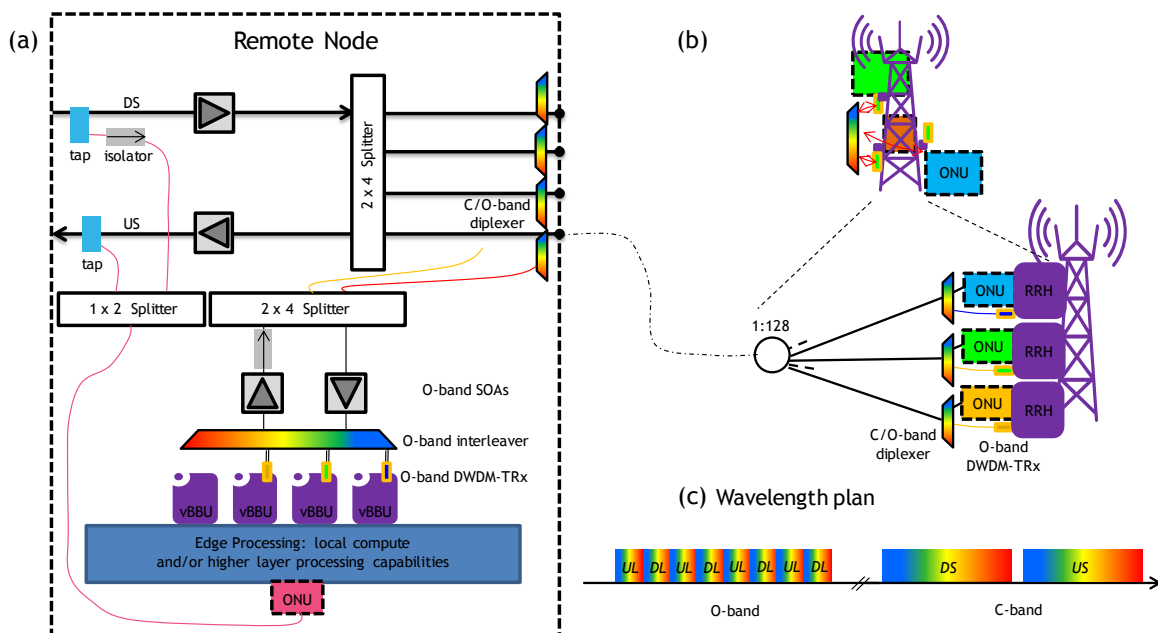 (a)
Remote Node
DS
tap
isolator
2 x 4 Splitter
C/O-band
diplexer
US
tap
1 x 2 Splitter
2 x 4 Splitter
O-band SOAs
O-band interleaver
O-band DWDM-TRx
vBBU
vBBU
vBBU
vBBU
Edge Processing: local compute
and/or higher layer processing capabilities
ONU
(b)
ONU
1:128
ONU
RRH
ONU
RRH
ONU
RRH
C/O-band
diplexer
O-band
DWDM-TRx
(c) Wavelength plan
UL DL UL DL UL DL UL DL
DS
US
O-band
C-band